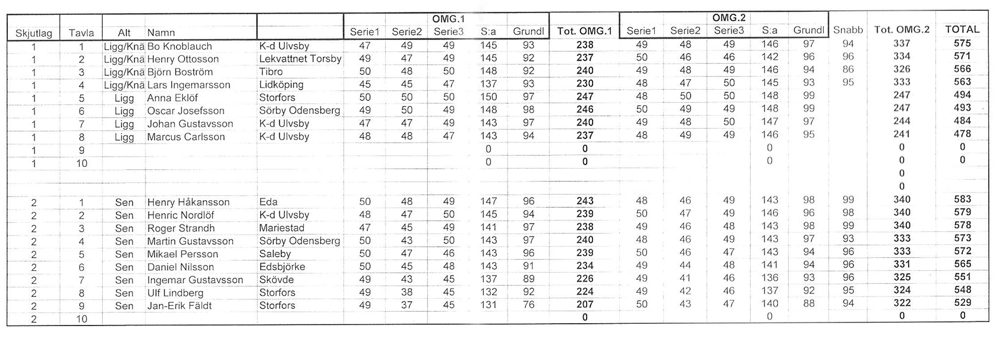 OMG.1 OMG.2
Skjutlag Tavla Alt Namn Serie1 Serie2 Serie3 S:a Grundl Tot. OMG.1 Serie1 Serie2 Serie3 S:a Grundl Snabb Tot. OMG.2 TOTAL
1 1 Ligg/Knä Bo Knoblauch K-d Ulvsby 47 49 49 145 93 238 49 48 49 146 97 94 337 575
1 2 Ligg/Knä Henry Ottosson Lekvattnet Torsby 49 47 49 145 92 237 50 46 46 142 96 96 334 571
1 3 Ligg/Knä Björn Boström Tibro 50 48 50 148 92 240 49 48 49 146 94 86 326 566
1 4 Ligg/Knä Lars Ingemarsson Lidköping 45 45 47 137 93 230 48 47 50 145 93 95 333 563
1 5 Ligg Anna Eklöf Storfors 50 50 50 150 97 247 48 50 50 148 99 247 494
1 6 Ligg Oscar Josefsson Sörby Odensberg 49 50 49 148 98 246 50 49 49 148 99 247 493
1 7 Ligg Johan Gustavsson K-d Ulvsby 47 47 49 143 97 240 49 48 50 147 97 244 484
1 8 Ligg Marcus Carlsson K-d Ulvsby 48 48 47 143 94 237 48 49 49 146 95 241 478
1 9 0 0 0 0 0
1 10 0 0 0 0 0
0
0
2 1 Sen Henry Håkansson Eda 50 48 49 147 96 243 48 46 49 143 98 99 340 583
2 2 Sen Henric Nordlöf K-d Ulvsby 48 47 50 145 94 239 50 47 49 146 96 98 340 579
2 3 Sen Roger Strandh Mariestad 47 45 49 141 97 238 49 46 48 143 98 99 340 578
2 4 Sen Martin Gustavsson Sörby Odensberg 50 43 50 143 97 240 48 46 49 143 97 93 333 573
2 5 Sen Mikael Persson Saleby 50 47 46 143 96 239 50 46 47 143 94 96 333 572
2 6 Sen Daniel Nilsson Edsbjörke 50 45 48 143 91 234 49 44 48 141 94 96 331 565
2 7 Sen Ingemar Gustavsson Skövde 49 43 45 137 89 226 49 41 46 136 93 96 325 551
2 8 Sen Ulf Lindberg Storfors 49 38 45 132 92 224 49 42 46 137 92 95 324 548
2 9 Sen Jan-Erik Fäldt Storfors 49 37 45 131 76 207 50 43 47 140 88 94 322 529
2 10 0 0 0 0